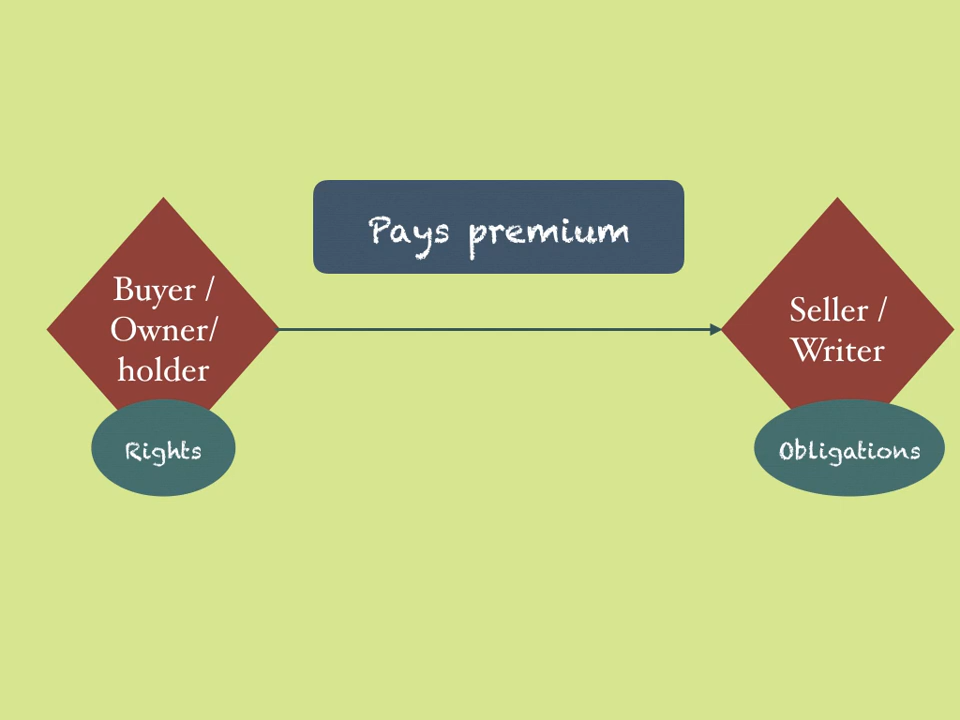 Pays premium
Buyer /
Owner/
holder
Seller /
Writer
Rights
Obligations